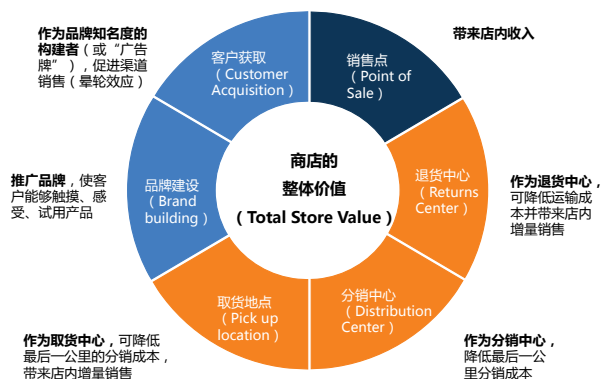 作为品牌知名度的
构建者（或“广告
牌”），促进渠道
销售（晕轮效应）
客户获取
（Customer
Acquisition）
销售点
（Point of
Sale）
带来店内收入
推广品牌，使客
户能够触摸、感
受、试用产品
品牌建设
（Brand
building）
商店的
整体价值
（Total Store Value）
退货中心
（Returns
Center）
作为退货中心，
可降低运输成
本并带来店内
增量销售
取货地点
（Pick up
location）
分销中心
（Distribution
Center）
作为取货中心，可降低
最后一公里的分销成本，
带来店内增量销售
作为分销中心，
降低最后一公
里分销成本